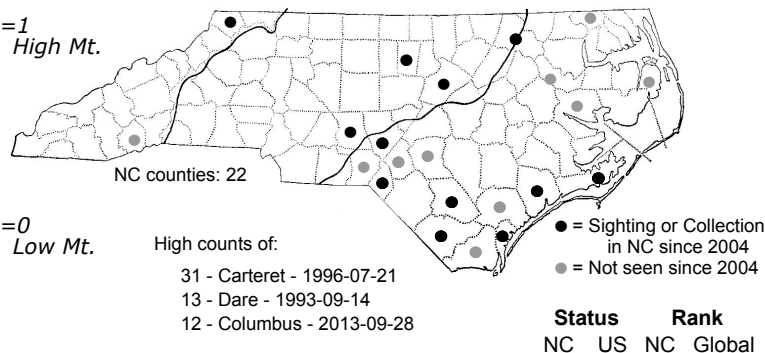 =1
High Mt.
NC counties: 22
=0
Low Mt.
High counts of:
31 - Carteret - 1996-07-21
13 - Dare - 1993-09-14
12 - Columbus - 2013-09-28
= Sighting or Collection
in NC since 2004
= Not seen since 2004
Status Rank
NC US NC Global